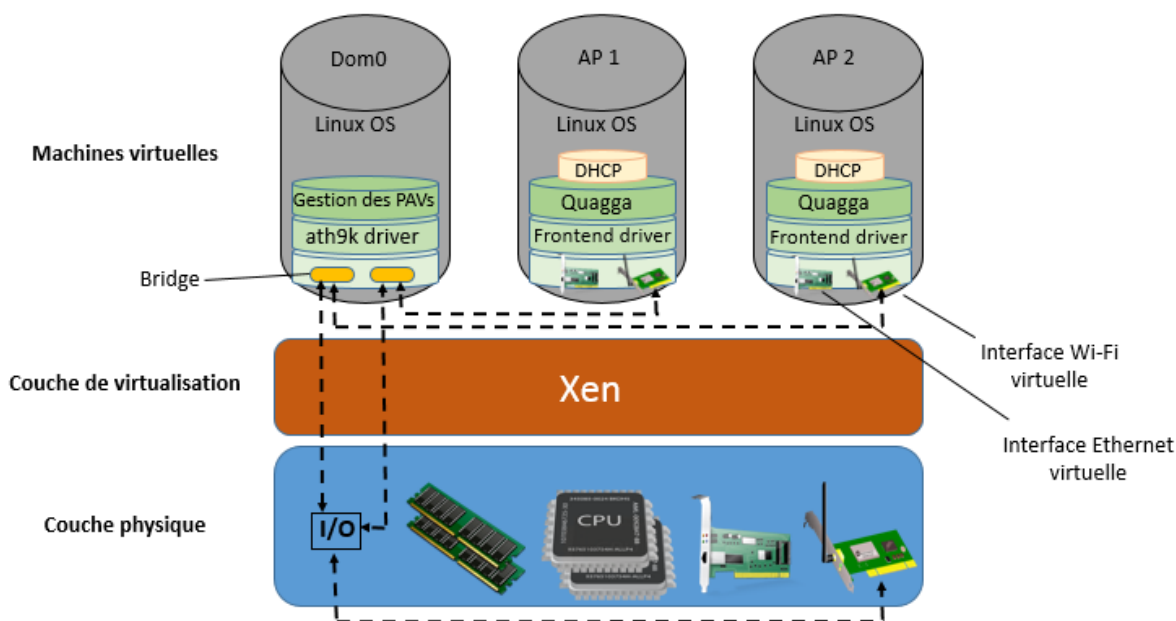 Dom0
AP 1
AP 2
Linux OS
Linux OS
Linux OS
Machines virtuelles
DHCP
DHCP
Gestion des PAVs
Quagga
Quagga
ath9k driver
Frontend driver
Frontend driver
Bridge
Interface Wi-Fi
virtuelle
Couche de virtualisation
Xen
Interface Ethernet
virtuelle
Couche physique
I/O
CPU